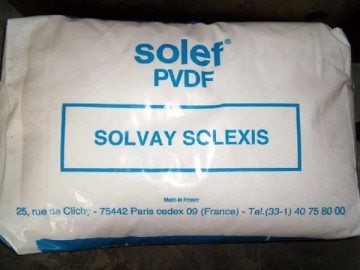 solef®
PVDF
SOLVAY SOLEXIS
Made in France
25, rue de Clichy - 75442 Paris cedex 09 (France) - Tel.(33-1) 40 75 80 00